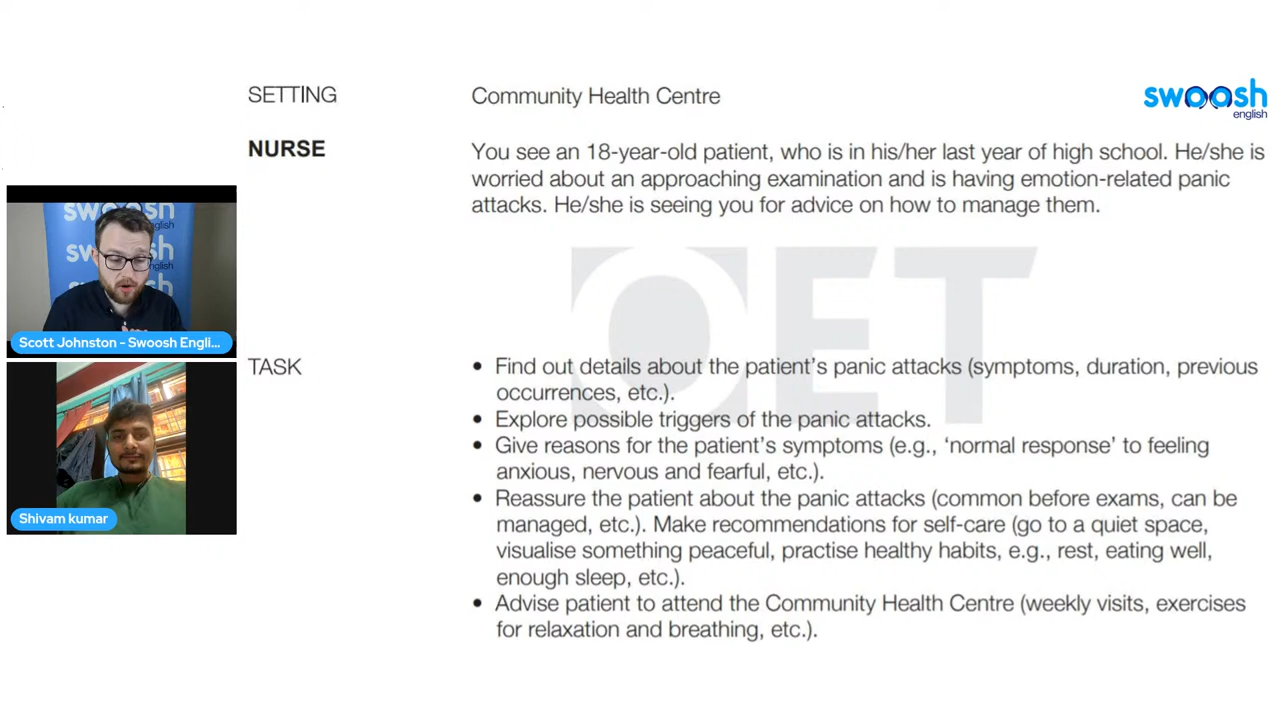 SETTING
Community Health Centre
swoosh
english
NURSE
You see an 18-year-old patient, who is in his/her last year of high school. He/she is
worried about an approaching examination and is having emotion-related panic
attacks. He/she is seeing you for advice on how to manage them.
OET
swoosh
swoosh
english
Scott Johnston - Swoosh Engli...
Shivam kumar
TASK
• Find out details about the patient's panic attacks (symptoms, duration, previous
occurrences, etc.).
• Explore possible triggers of the panic attacks.
• Give reasons for the patient's symptoms (e.g., 'normal response' to feeling
anxious, nervous and fearful, etc.).
• Reassure the patient about the panic attacks (common before exams, can be
managed, etc.). Make recommendations for self-care (go to a quiet space,
visualise something peaceful, practise healthy habits, e.g., rest, eating well,
enough sleep, etc.).
• Advise patient to attend the Community Health Centre (weekly visits, exercises
for relaxation and breathing, etc.).